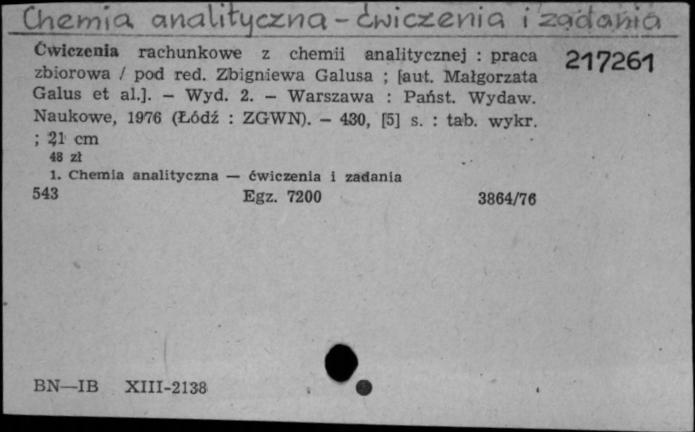 Chemia analityczna - ćwiczenia i zadania
Ćwiczenia rachunkowe z chemii analitycznej : praca
zbiorowa / pod red. Zbigniewa Galusa ; [aut. Małgorzata
Galus et al.]. — Wyd. 2. — Warszawa : Państ. Wydaw.
Naukowe, 1976 (Łódź : ZGWN). — 430, [5] s. : tab. wykr.
; 21 cm
217261
48 zł
1. Chemia analityczna — ćwiczenia i zadania
543 Egz. 7200 3864/76
BN—IB XIII-2138